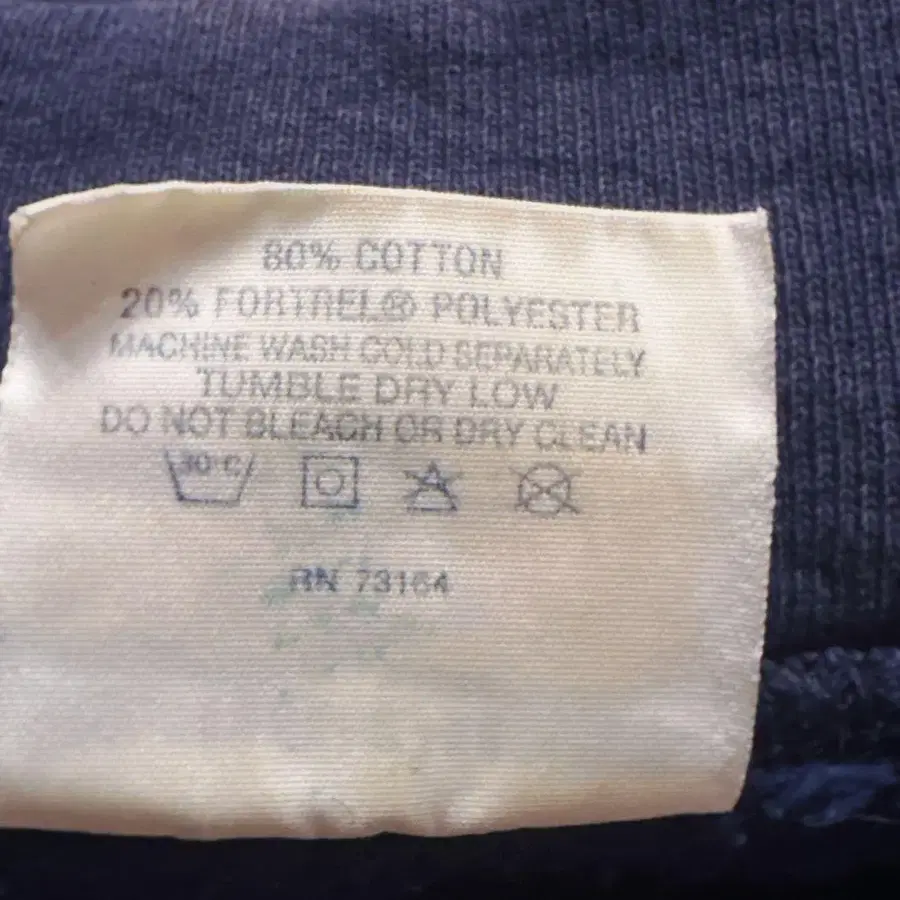 80% COTTON
20% FORTREL® POLYESTER
MACHINE WASH COLD SEPARATELY
TUMBLE DRY LOW
DO NOT BLEACH OR DRY CLEAN
30°C
RN 73164